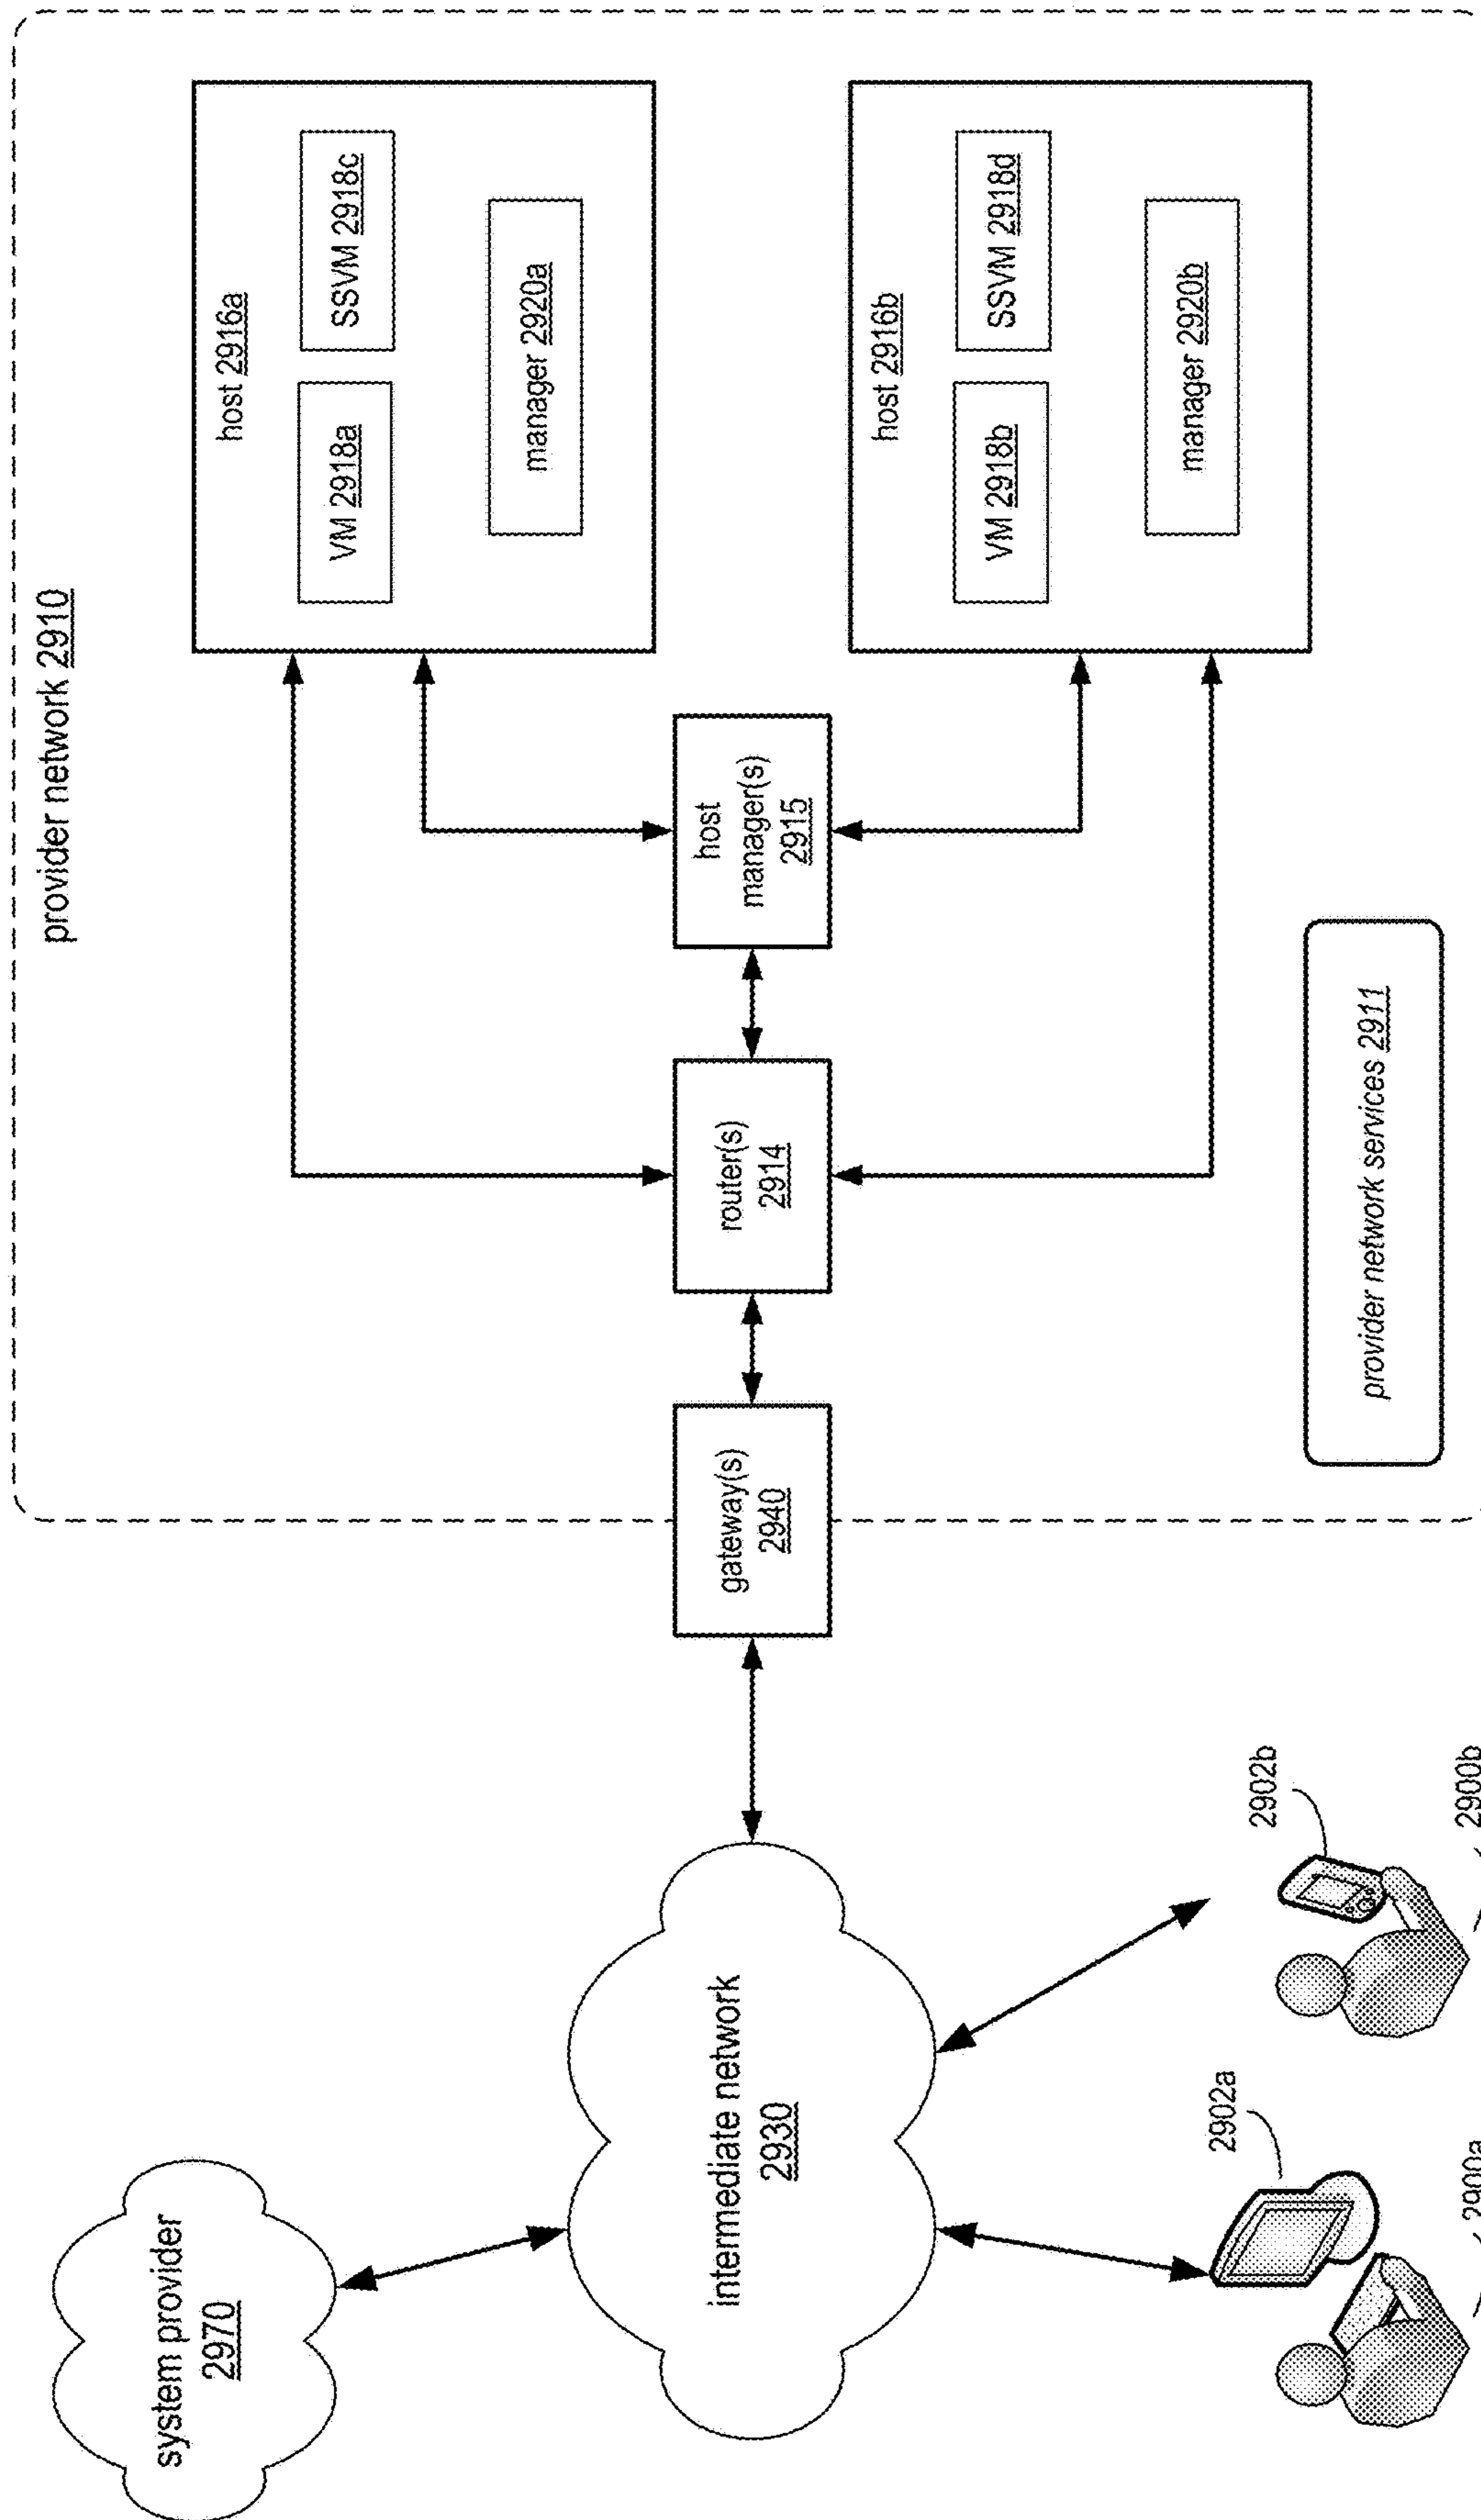 provider network 2910
host 2916a
VM 2918a
SSVM 2918c
manager 2920a
host 2916b
VM 2918b
SSVM 2918d
manager 2920b
host
manager(s)
2915
router(s)
2914
gateway(s)
2940
provider network services 2911
system provider
2970
intermediate network
2930
2902a
2902b
2900a
2900b